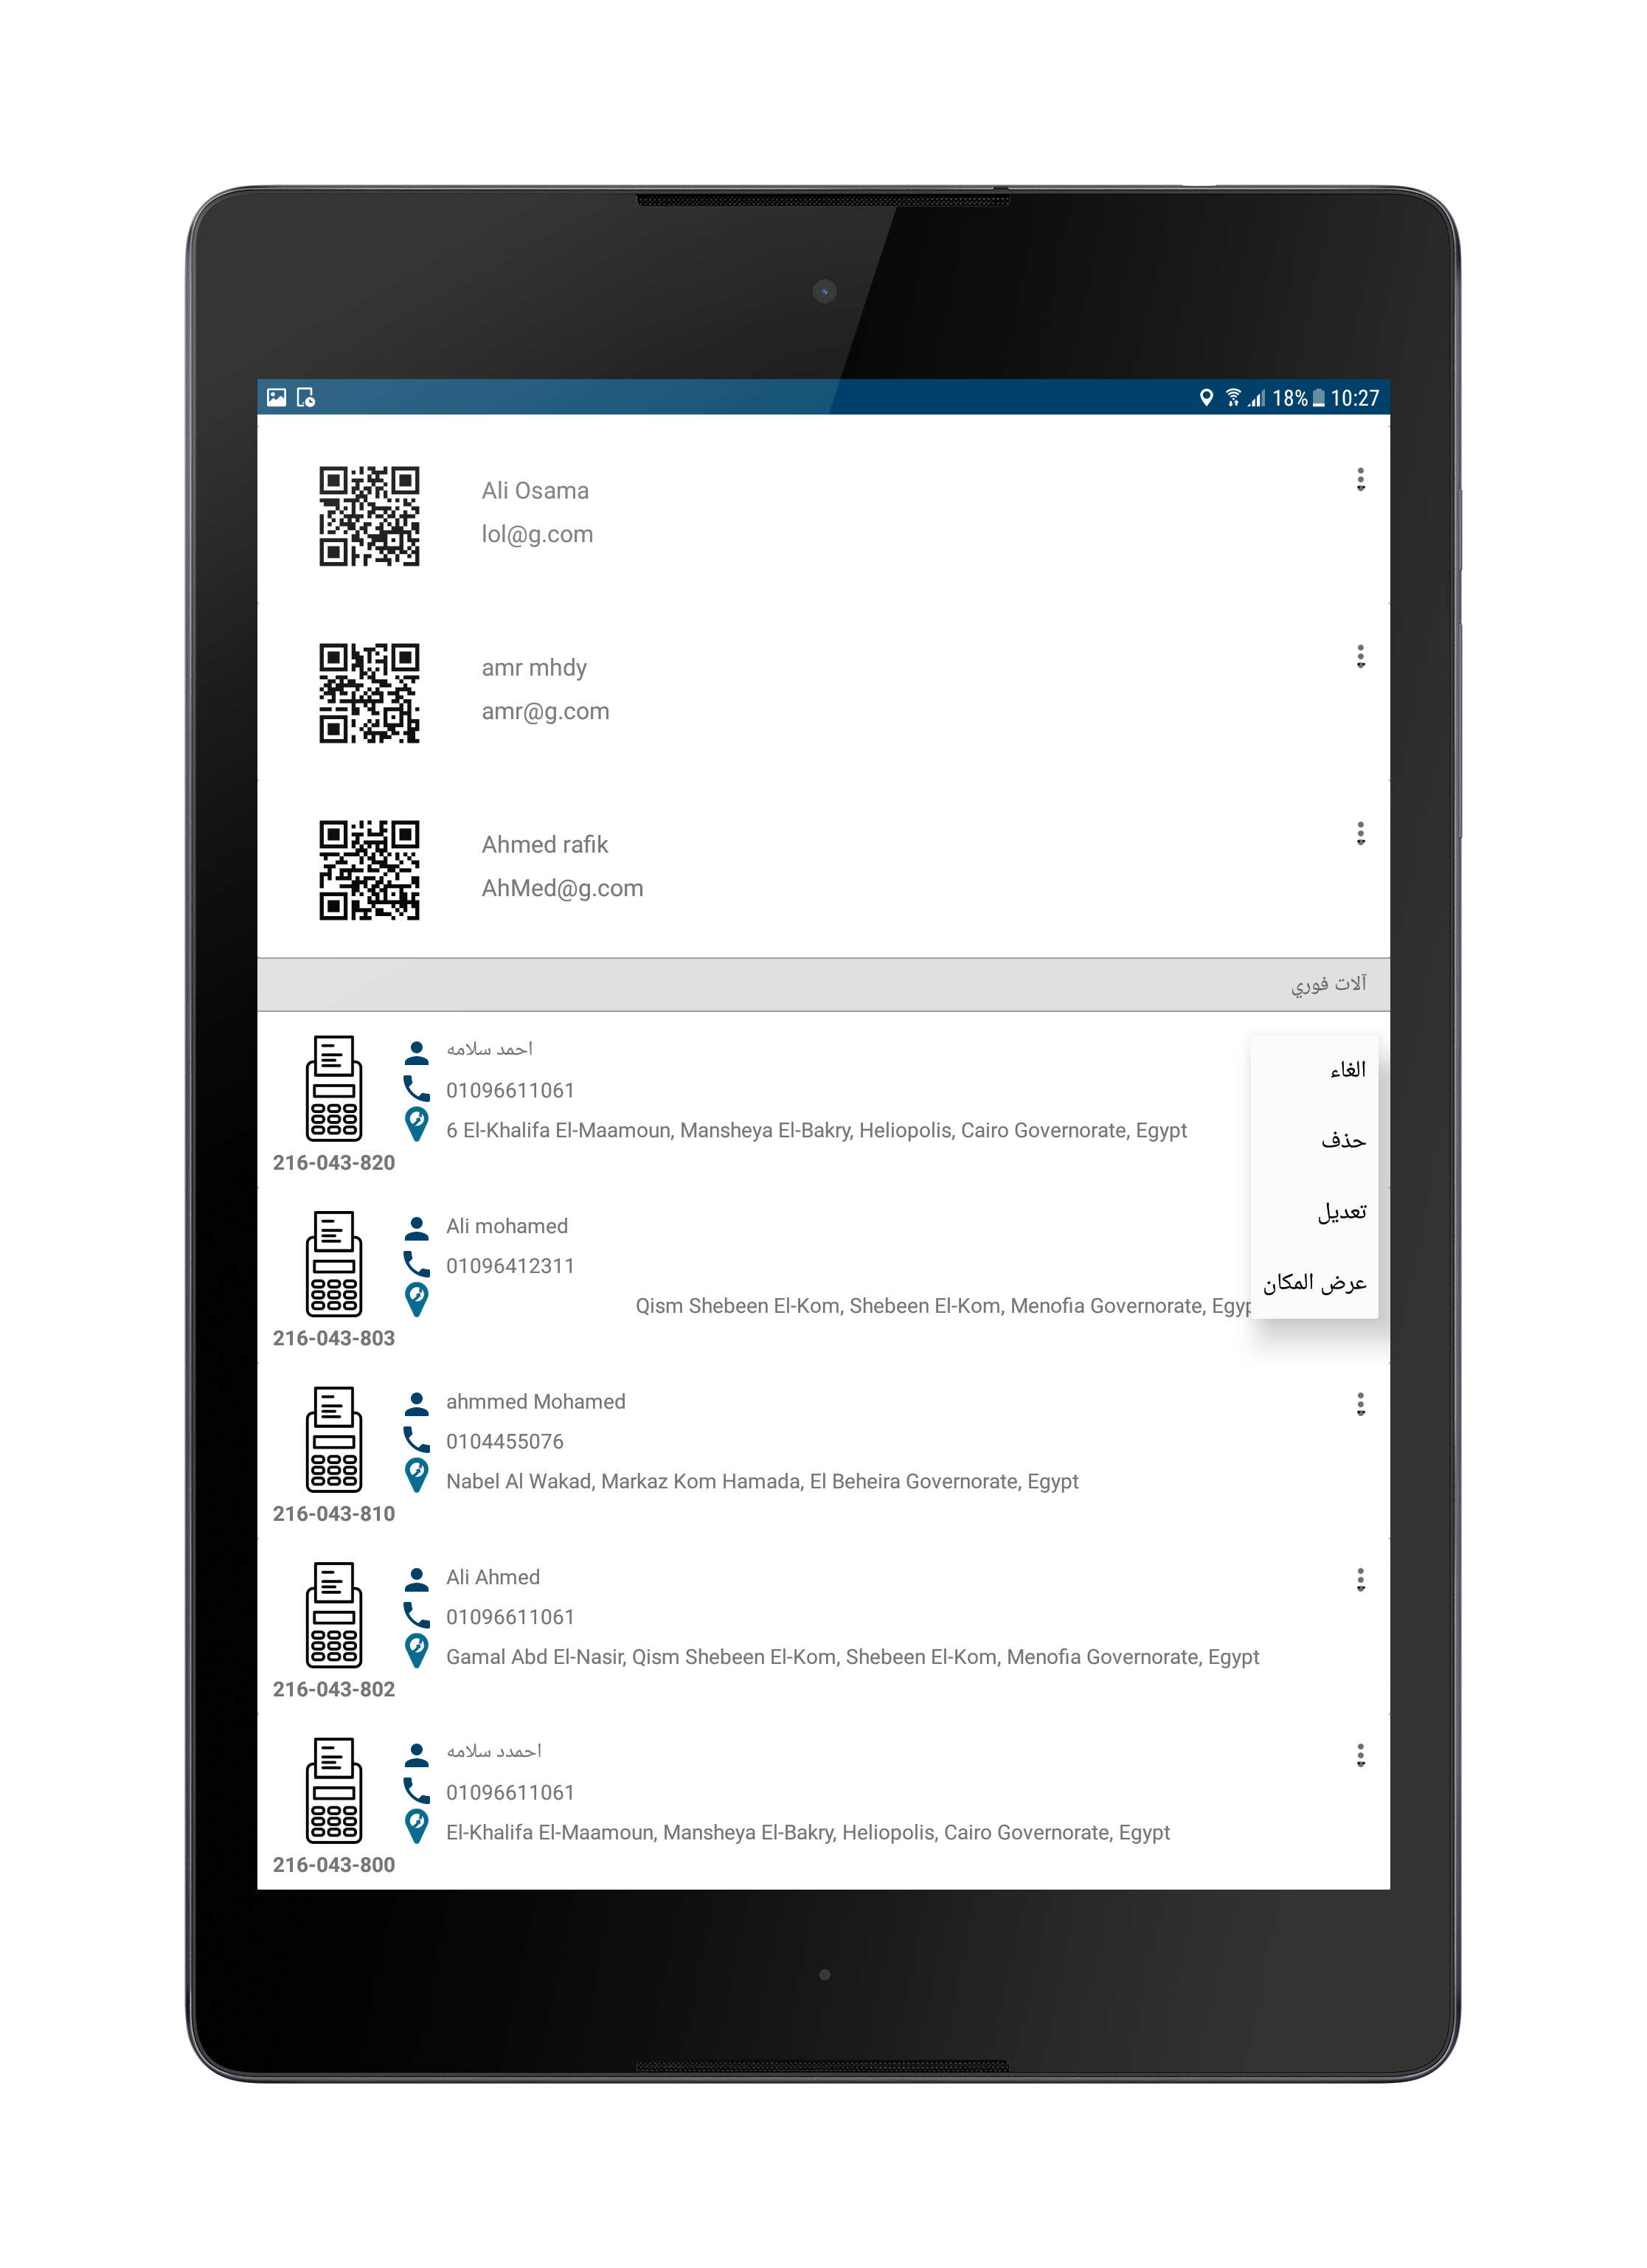 18% 10:27
Ali Osama
lol@g.com
amr mhdy
amr@g.com
Ahmed rafik
AhMed@g.com
آلات فوري
احمد سلامه
01096611061
6 El-Khalifa El-Maamoun, Mansheya El-Bakry, Heliopolis, Cairo Governorate, Egypt
216-043-820
الغاء
حذف
تعديل
عرض المكان
Ali mohamed
01096412311
Qism Shebeen El-Kom, Shebeen El-Kom, Menofia Governorate, Egyp
216-043-803
ahmmed Mohamed
0104455076
Nabel Al Wakad, Markaz Kom Hamada, El Beheira Governorate, Egypt
216-043-810
Ali Ahmed
01096611061
Gamal Abd El-Nasir, Qism Shebeen El-Kom, Shebeen El-Kom, Menofia Governorate, Egypt
216-043-802
احمدد سلامه
01096611061
El-Khalifa El-Maamoun, Mansheya El-Bakry, Heliopolis, Cairo Governorate, Egypt
216-043-800